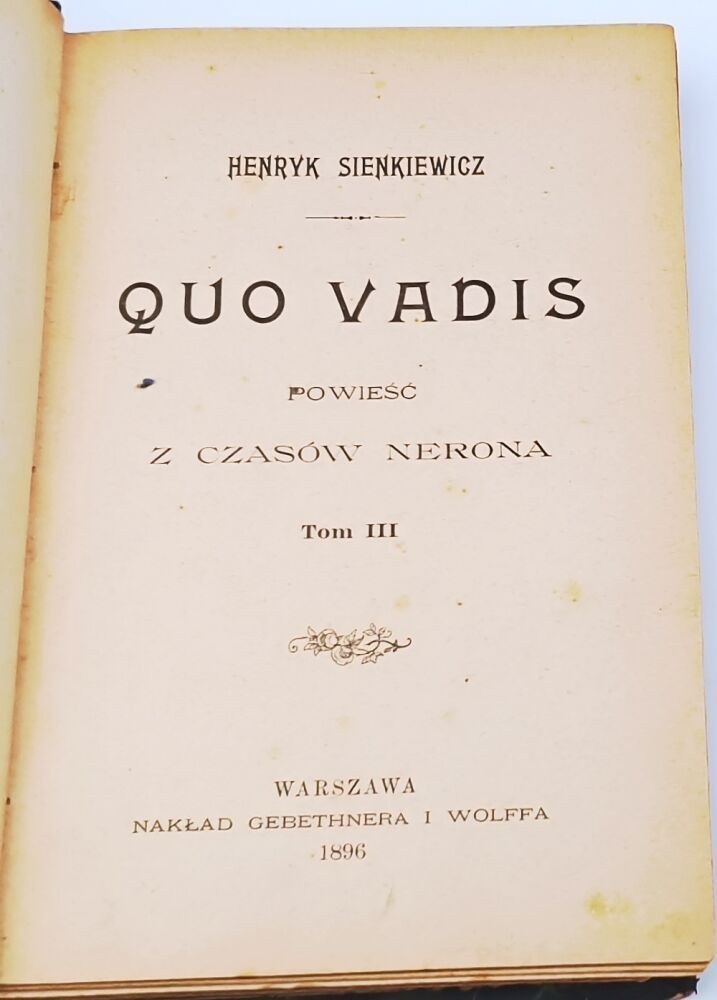 HENRYK SIENKIEWICZ
QUO VADIS
POWIEŚĆ
Z CZASÓW NERONA
Tom III
WARSZAWA
NAKŁAD GEBETHNERA I WOLFFA
1896